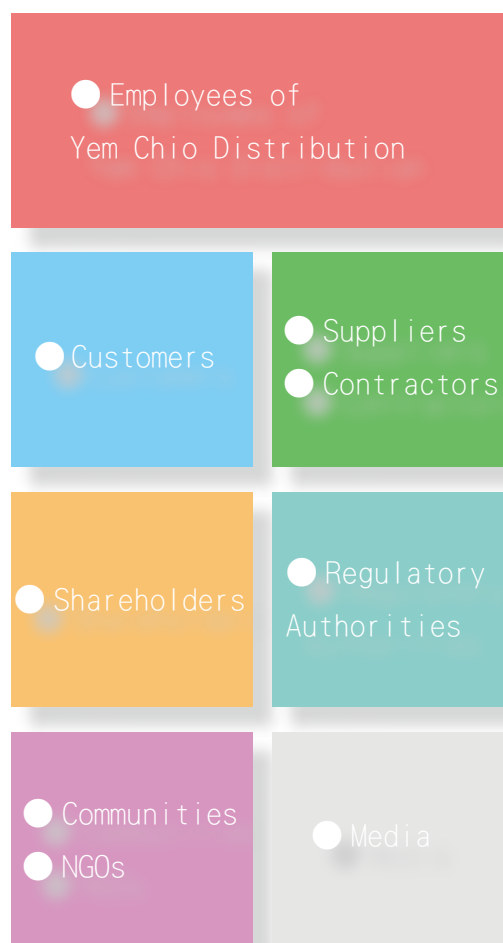 ● Employees of
Yem Chio Distribution
● Customers
● Suppliers
● Contractors
● Shareholders
● Regulatory
Authorities
● Communities
● NGOs
● Media